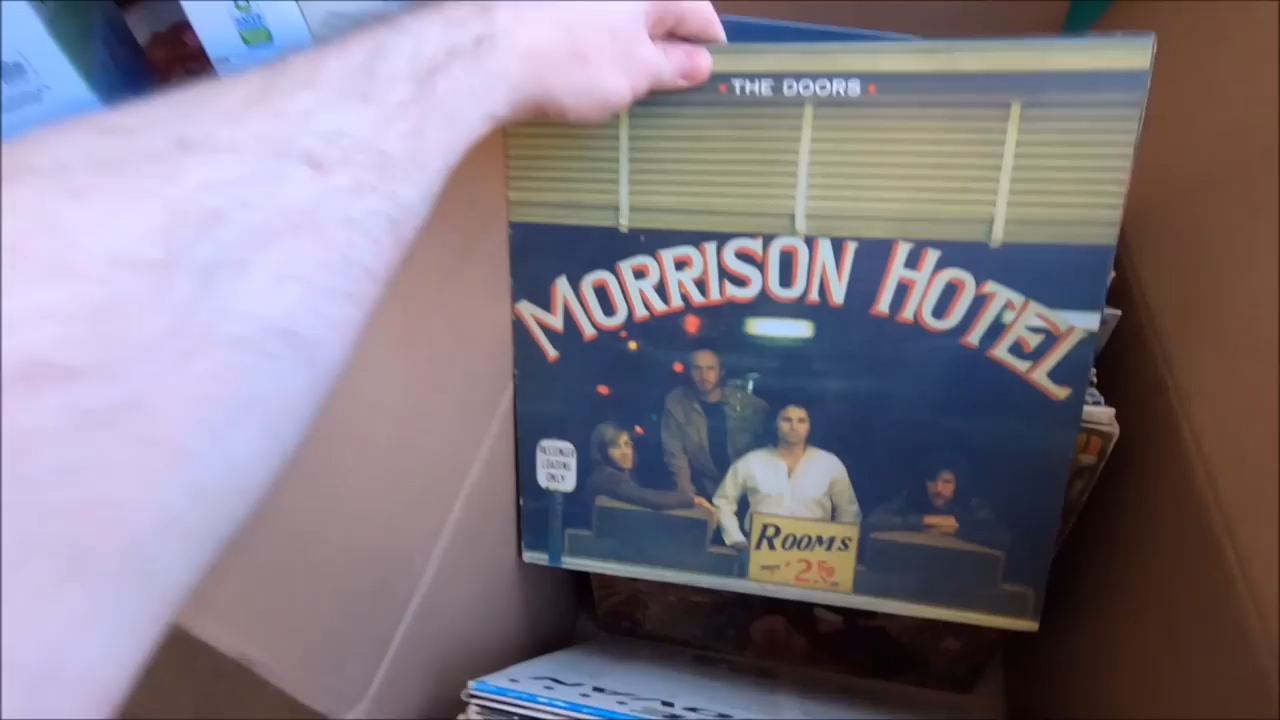 THE DOORS
MORRISON HOTEL
PASSENGER
LOADING
ONLY
ROOMS